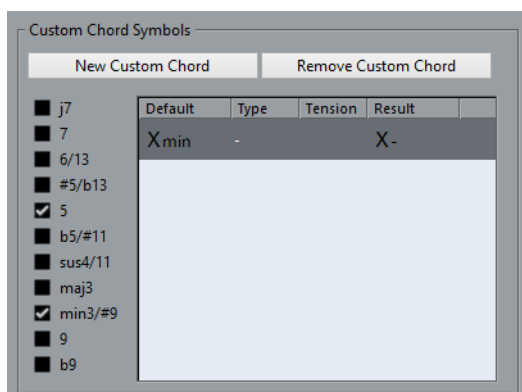 Custom Chord Symbols
New Custom Chord Remove Custom Chord
j7
7
6/13
#5/b13
5
b5/#11
sus4/11
maj3
min3/#9
9
b9
Default Type Tension Result
Xmin - X-